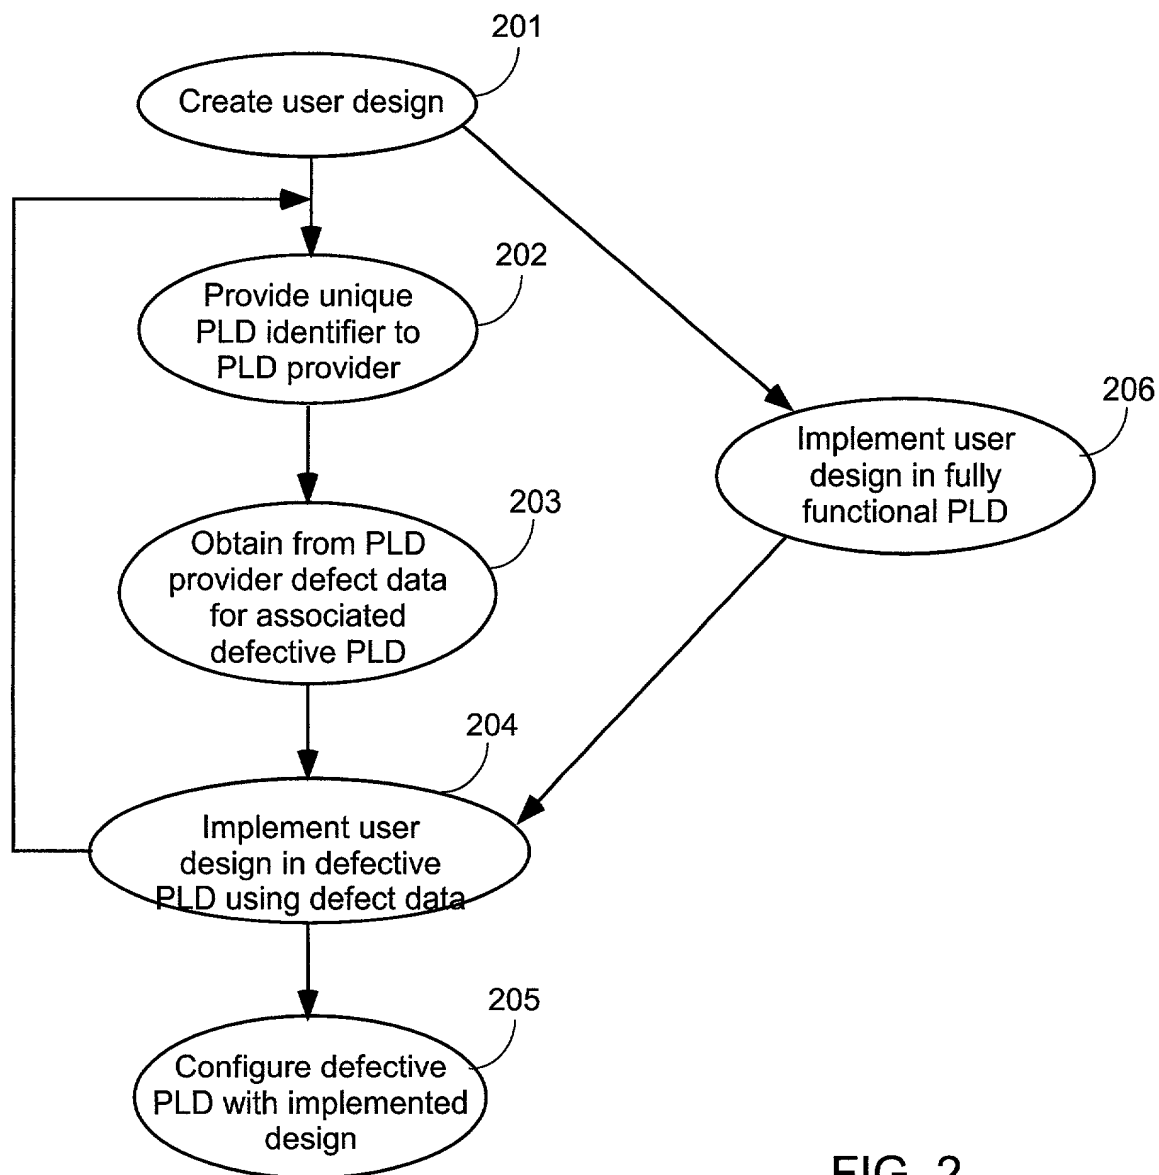 201
Create user design
202
Provide unique
PLD identifier to
PLD provider
206
Implement user
design in fully
functional PLD
203
Obtain from PLD
provider defect data
for associated
defective PLD
204
Implement user
design in defective
PLD using defect data
205
Configure defective
PLD with implemented
design
FIG. 2